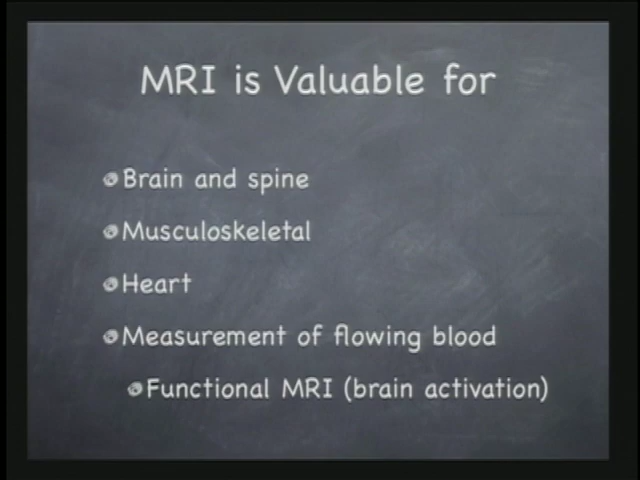 MRI is Valuable for
Brain and spine
Musculoskeletal
Heart
Measurement of flowing blood
Functional MRI (brain activation)